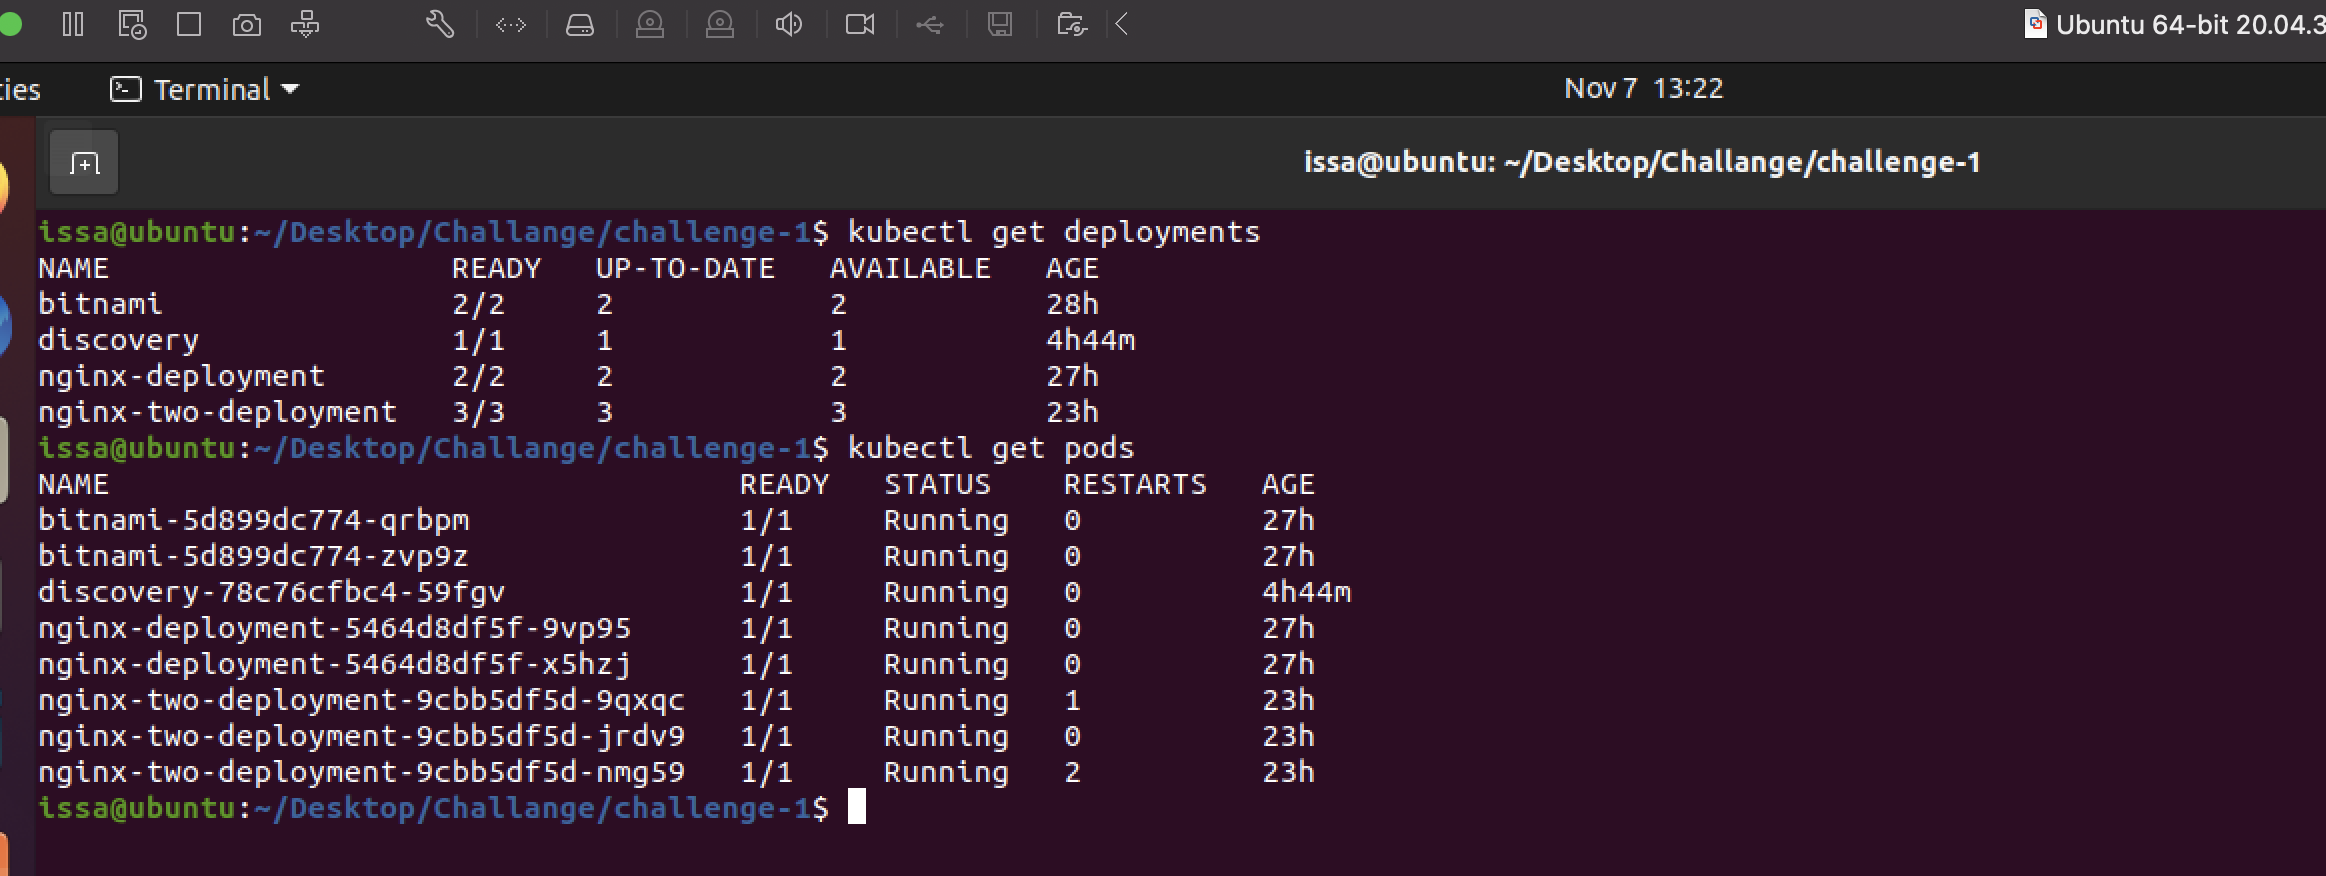 Ubuntu 64-bit 20.04.3
ties
Terminal
Nov 7 13:22
issa@ubuntu: ~/Desktop/Challange/challenge-1
issa@ubuntu:~/Desktop/Challange/challenge-1$ kubectl get deployments
NAME READY UP-TO-DATE AVAILABLE AGE
bitnami 2/2 2 2 28h
discovery 1/1 1 1 4h44m
nginx-deployment 2/2 2 2 27h
nginx-two-deployment 3/3 3 3 23h
issa@ubuntu:~/Desktop/Challange/challenge-1$ kubectl get pods
NAME READY STATUS RESTARTS AGE
bitnami-5d899dc774-qrbpm 1/1 Running 0 27h
bitnami-5d899dc774-zvp9z 1/1 Running 0 27h
discovery-78c76cfbc4-59fgv 1/1 Running 0 4h44m
nginx-deployment-5464d8df5f-9vp95 1/1 Running 0 27h
nginx-deployment-5464d8df5f-x5hzj 1/1 Running 0 27h
nginx-two-deployment-9cbb5df5d-9qxqc 1/1 Running 1 23h
nginx-two-deployment-9cbb5df5d-jrdv9 1/1 Running 0 23h
nginx-two-deployment-9cbb5df5d-nmg59 1/1 Running 2 23h
issa@ubuntu:~/Desktop/Challange/challenge-1$